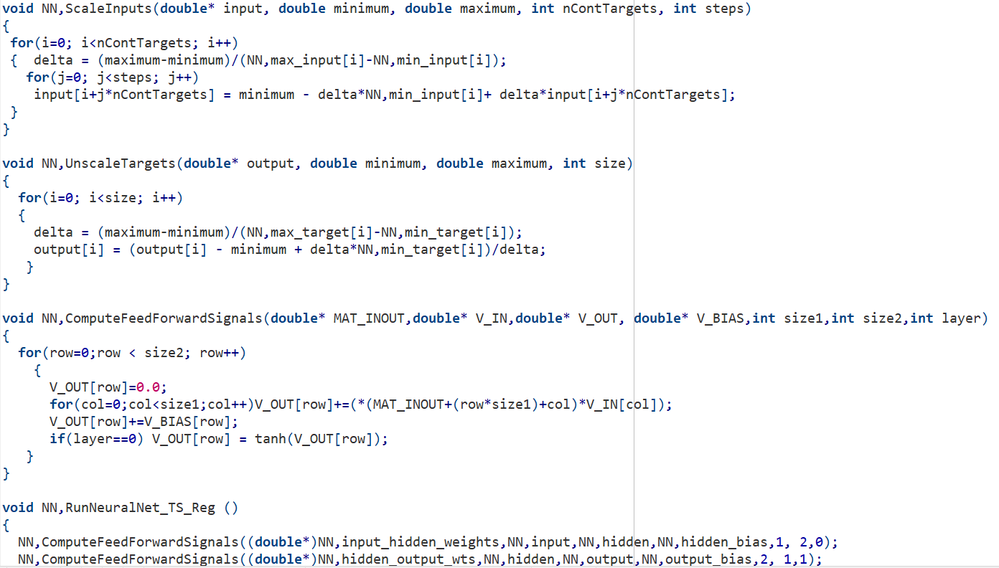 void NN,ScaleInputs(double* input, double minimum, double maximum, int nContTargets, int steps)
{
 for(i=0; i<nContTargets; i++)
 {  delta = (maximum-minimum)/(NN,max_input[i]-NN,min_input[i]);
   for(j=0; j<steps; j++)
    input[i+j*nContTargets] = minimum - delta*NN,min_input[i]+ delta*input[i+j*nContTargets];
 }
}

void NN,UnscaleTargets(double* output, double minimum, double maximum, int size)
{
  for(i=0; i<size; i++)
  {
    delta = (maximum-minimum)/(NN,max_target[i]-NN,min_target[i]);
    output[i] = (output[i] - minimum + delta*NN,min_target[i])/delta;
   }
}

void NN,ComputeFeedForwardSignals(double* MAT_INOUT,double* V_IN,double* V_OUT, double* V_BIAS,int size1,int size2,int layer)
{
  for(row=0;row < size2; row++)
    {
      V_OUT[row]=0.0;
      for(col=0;col<size1;col++)V_OUT[row]+=(*(MAT_INOUT+(row*size1)+col)*V_IN[col]);
      V_OUT[row]+=V_BIAS[row];
      if(layer==0) V_OUT[row] = tanh(V_OUT[row]);
   }
}

void NN,RunNeuralNet_TS_Reg ()
{
  NN,ComputeFeedForwardSignals((double*)NN,input_hidden_weights,NN,input,NN,hidden,NN,hidden_bias,1, 2,0);
  NN,ComputeFeedForwardSignals((double*)NN,hidden_output_wts,NN,hidden,NN,output,NN,output_bias,2, 1,1);